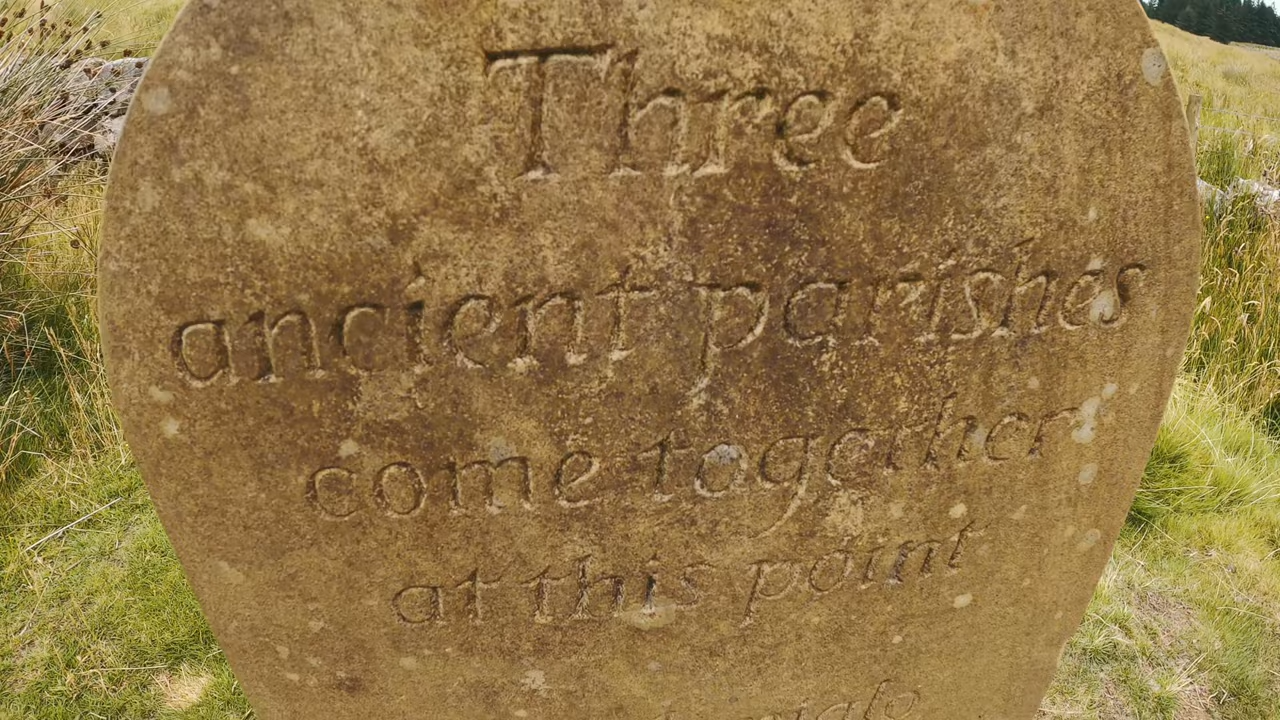 Three
ancient parishes
come together
at this point